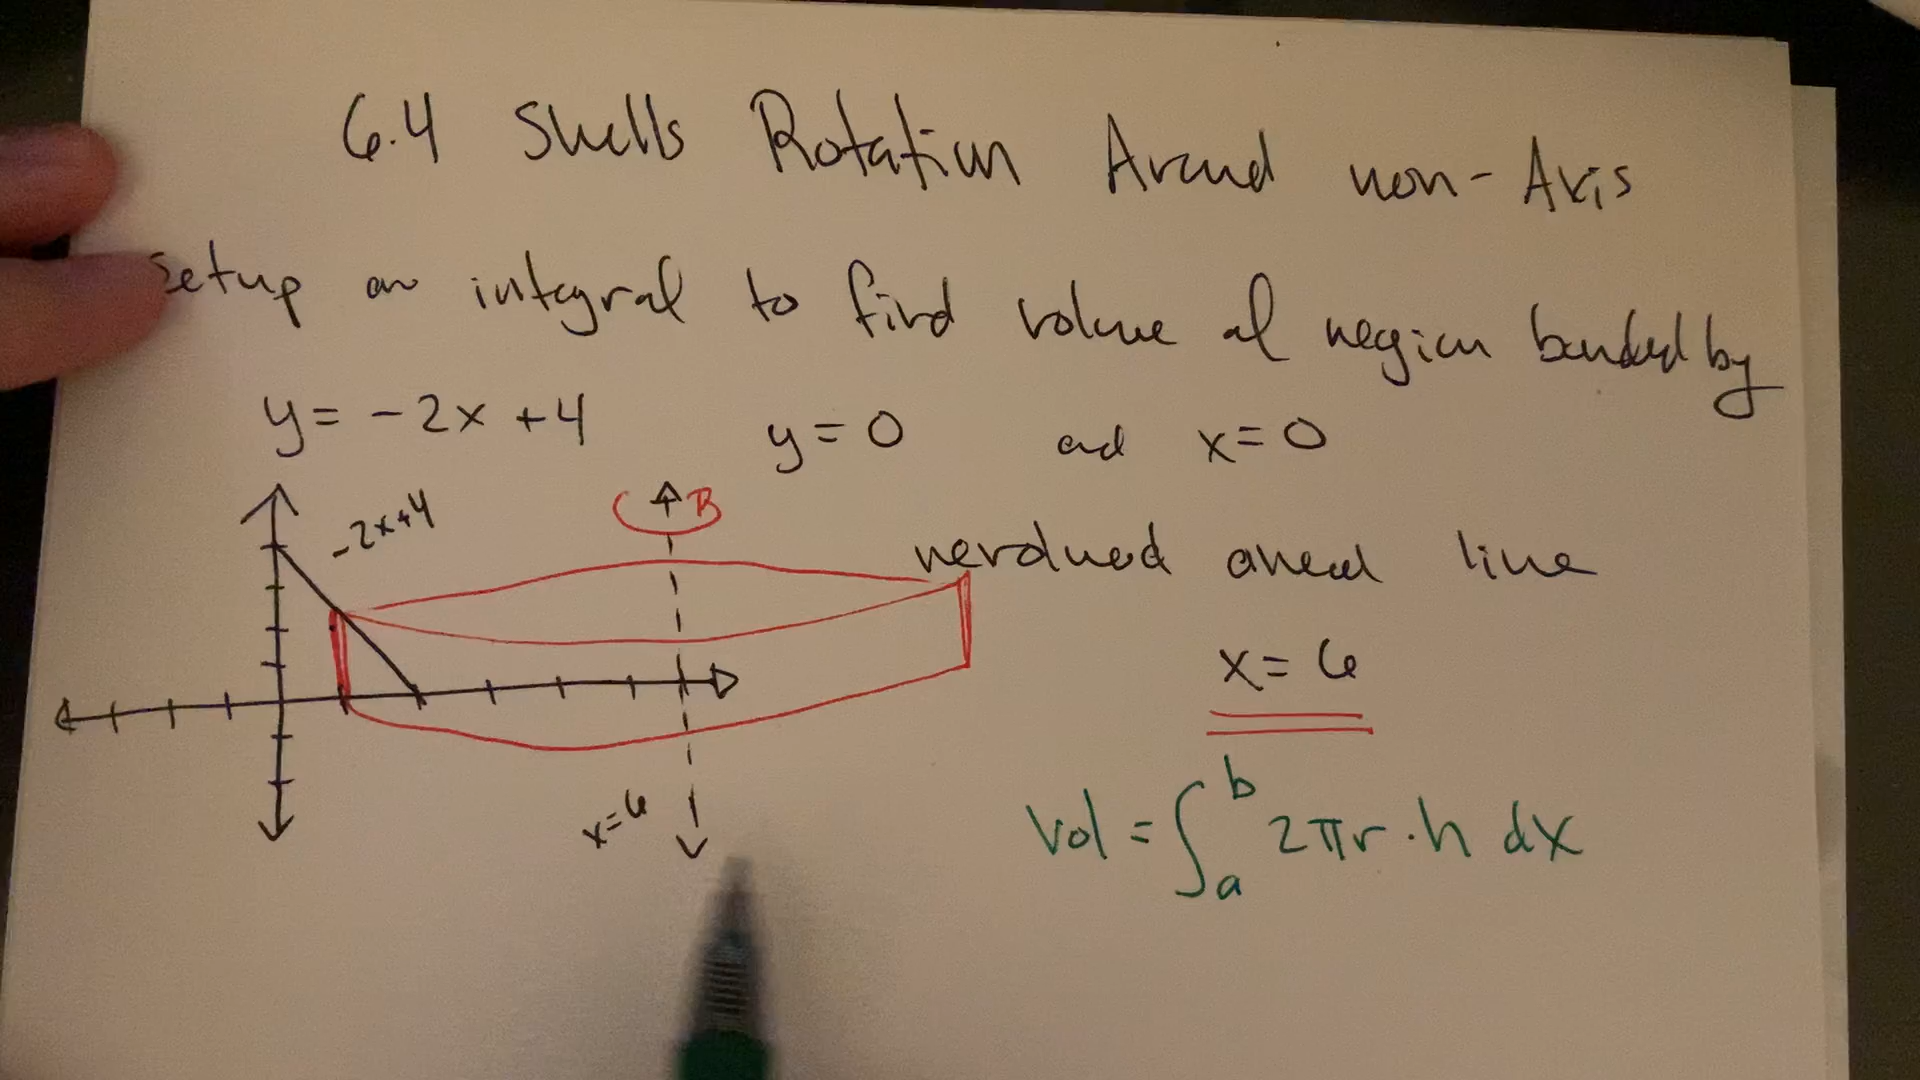 6.4 Shells Rotation Around non-Axis
Setup an integral to find volume of region bounded by
y = -2x + 4 y = 0 and x = 0
-2x+4
revolved around line
x = 6
x=6
Vol = ∫_a^b 2πr · h dx